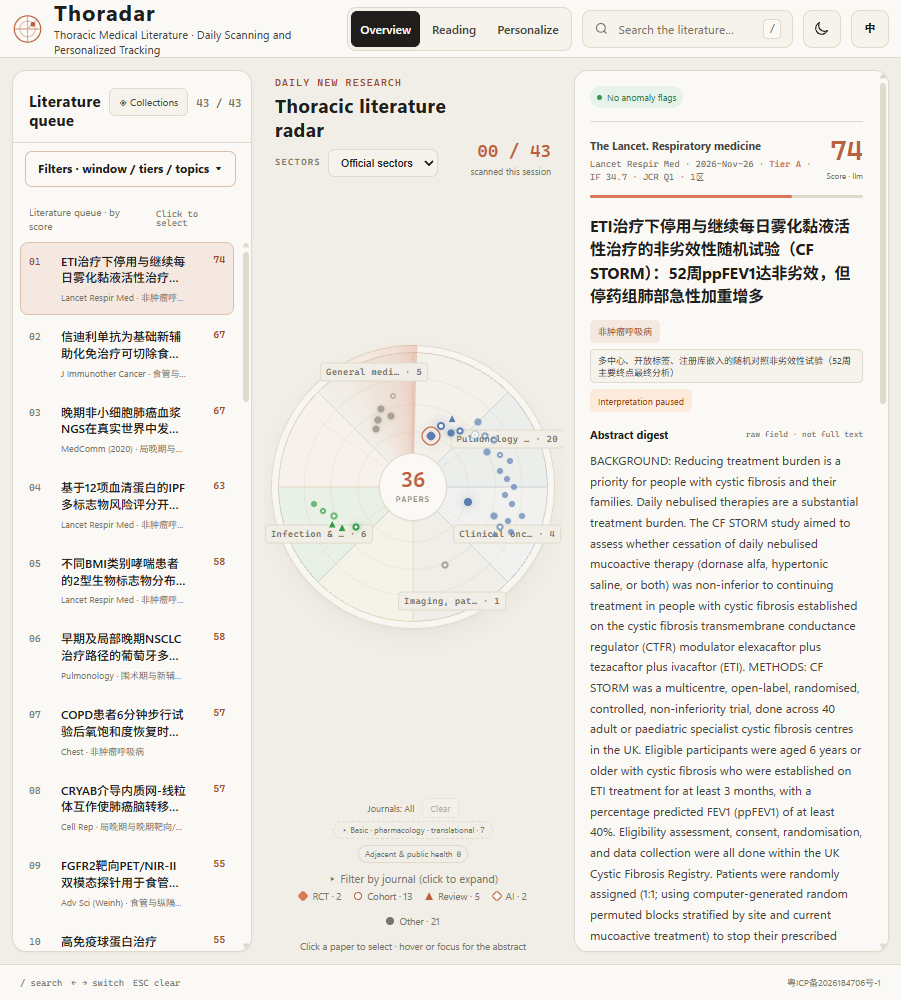 Thoradar
Thoracic Medical Literature · Daily Scanning and
Personalized Tracking
Overview
Reading
Personalize
Search the literature...
/
中
Literature
queue
◈ Collections
43 / 43
Filters · window / tiers / topics
Literature queue · by
score
Click to
select
01
ETI治疗下停用与继续每
日雾化黏液活性治疗…
74
Lancet Respir Med · 非肿瘤呼…
02
信迪利单抗为基础新辅
助化免治疗可切除食…
67
J Immunother Cancer · 食管与…
03
晚期非小细胞肺癌血浆
NGS在真实世界中发…
67
MedComm (2020) · 局晚期与…
04
基于12项血清蛋白的IPF
多标志物风险评分开…
63
Lancet Respir Med · 非肿瘤呼…
05
不同BMI类别哮喘患者
的2型生物标志物分布…
58
Lancet Respir Med · 非肿瘤呼…
06
早期及局部晚期NSCLC
治疗路径的葡萄牙多…
58
Pulmonology · 围术期与新辅…
07
COPD患者6分钟步行试
验后氧饱和度恢复时…
57
Chest · 非肿瘤呼吸病
08
CRYAB介导内质网-线粒
体互作使肺癌脑转移…
57
Cell Rep · 局晚期与晚期靶向/…
09
FGFR2靶向PET/NIR-II
双模态探针用于食管…
55
Adv Sci (Weinh) · 食管与纵隔…
10
高免疫球蛋白治疗
55
DAILY NEW RESEARCH
Thoracic literature
radar
SECTORS
Official sectors
00 / 43
scanned this session
General medi… · 5
Pulmonology … · 20
Infection & … · 6
Clinical onc… · 4
Imaging, pat… · 1
36
PAPERS
Journals: All
Clear
‣ Basic · pharmacology · translational · 7
Adjacent & public health 0
‣ Filter by journal (click to expand)
RCT · 2
Cohort · 13
Review · 5
AI · 2
Other · 21
Click a paper to select · hover or focus for the abstract
No anomaly flags
The Lancet. Respiratory medicine
Lancet Respir Med · 2026-Nov-26 · Tier A ·
IF 34.7 · JCR Q1 · 1区
74
Score · llm
ETI治疗下停用与继续每日雾化黏液活
性治疗的非劣效性随机试验（CF
STORM）：52周ppFEV1达非劣效，但
停药组肺部急性加重增多
非肿瘤呼吸病
多中心、开放标签、注册库嵌入的随机对照非劣效性试验（52周
主要终点最终分析）
Interpretation paused
Abstract digest
raw field · not full text
BACKGROUND: Reducing treatment burden is a
priority for people with cystic fibrosis and their
families. Daily nebulised therapies are a substantial
treatment burden. The CF STORM study aimed to
assess whether cessation of daily nebulised
mucoactive therapy (dornase alfa, hypertonic
saline, or both) was non-inferior to continuing
treatment in people with cystic fibrosis established
on the cystic fibrosis transmembrane conductance
regulator (CTFR) modulator elexacaftor plus
tezacaftor plus ivacaftor (ETI). METHODS: CF
STORM was a multicentre, open-label, randomised,
controlled, non-inferiority trial, done across 40
adult or paediatric specialist cystic fibrosis centres
in the UK. Eligible participants were aged 6 years or
older with cystic fibrosis who were established on
ETI treatment for at least 3 months, with a
percentage predicted FEV1 (ppFEV1) of at least
40%. Eligibility assessment, consent, randomisation,
and data collection were all done within the UK
Cystic Fibrosis Registry. Patients were randomly
assigned (1:1; using computer-generated random
permuted blocks stratified by site and current
mucoactive treatment) to stop their prescribed
/ search ← → switch ESC clear
粤ICP备2026184706号-1